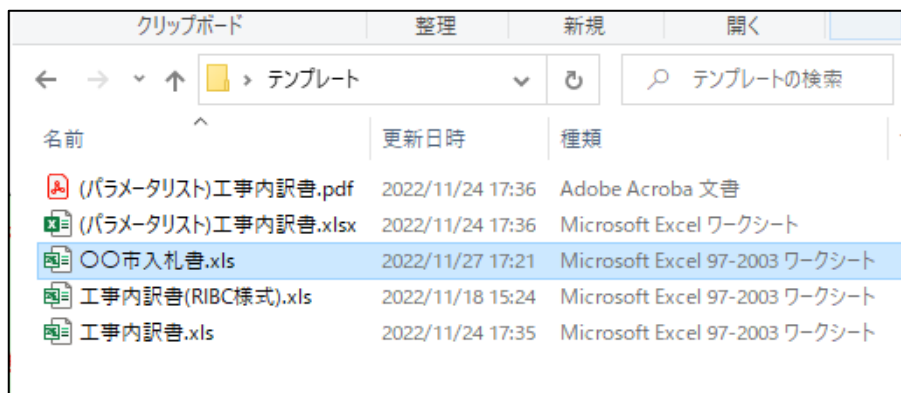 クリップボード 整理 新規 開く
テンプレート テンプレートの検索
名前 更新日時 種類
(パラメータリスト)工事内訳書.pdf 2022/11/24 17:36 Adobe Acroba 文書
(パラメータリスト)工事内訳書.xlsx 2022/11/24 17:36 Microsoft Excel ワークシート
〇〇市入札書.xls 2022/11/27 17:21 Microsoft Excel 97-2003 ワークシート
工事内訳書(RIBC様式).xls 2022/11/18 15:24 Microsoft Excel 97-2003 ワークシート
工事内訳書.xls 2022/11/24 17:35 Microsoft Excel 97-2003 ワークシート